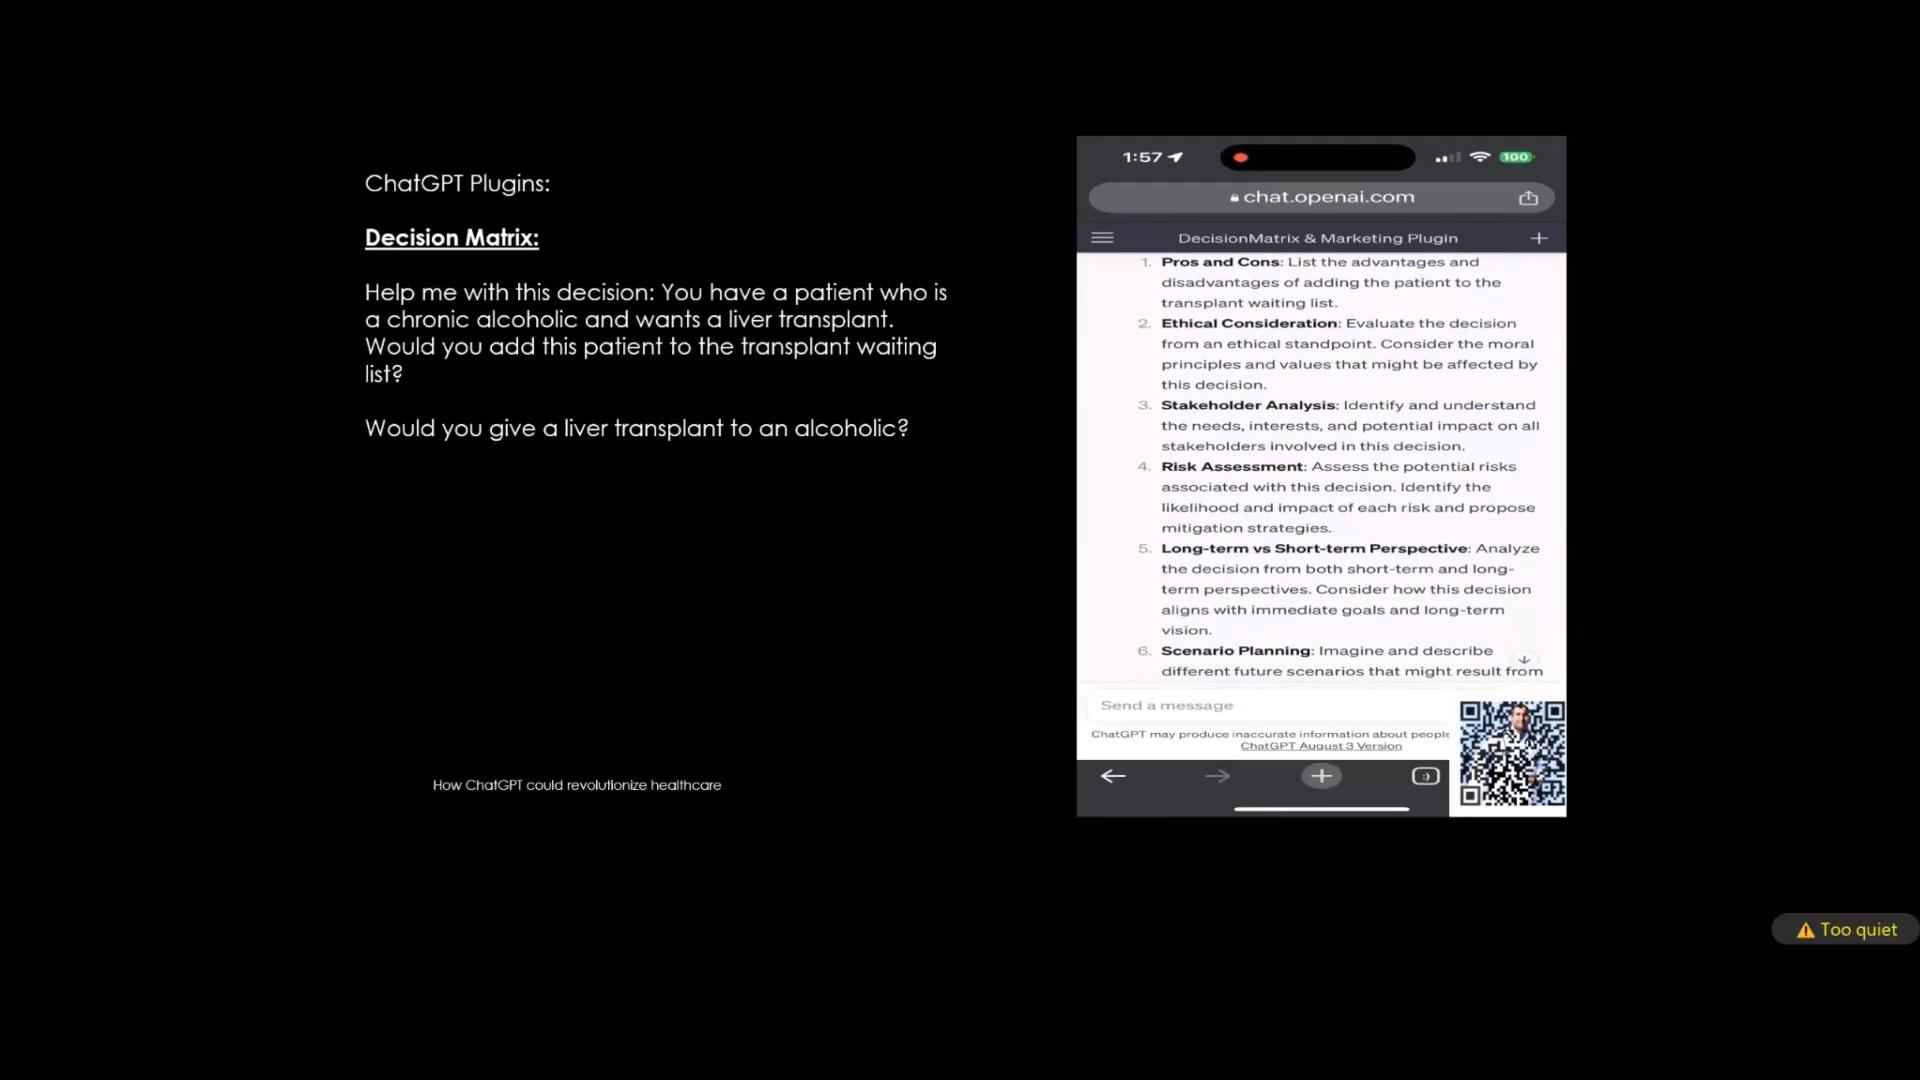 ChatGPT Plugins:
Decision Matrix:
Help me with this decision: You have a patient who is
a chronic alcoholic and wants a liver transplant.
Would you add this patient to the transplant waiting
list?
Would you give a liver transplant to an alcoholic?
How ChatGPT could revolutionize healthcare
1:57
100
chat.openai.com
DecisionMatrix & Marketing Plugin
1. Pros and Cons: List the advantages and
disadvantages of adding the patient to the
transplant waiting list.
2. Ethical Consideration: Evaluate the decision
from an ethical standpoint. Consider the moral
principles and values that might be affected by
this decision.
3. Stakeholder Analysis: Identify and understand
the needs, interests, and potential impact on all
stakeholders involved in this decision.
4. Risk Assessment: Assess the potential risks
associated with this decision. Identify the
likelihood and impact of each risk and propose
mitigation strategies.
5. Long-term vs Short-term Perspective: Analyze
the decision from both short-term and long-
term perspectives. Consider how this decision
aligns with immediate goals and long-term
vision.
6. Scenario Planning: Imagine and describe
different future scenarios that might result from
Send a message
ChatGPT may produce inaccurate information about people
ChatGPT August 3 Version
:)
Too quiet